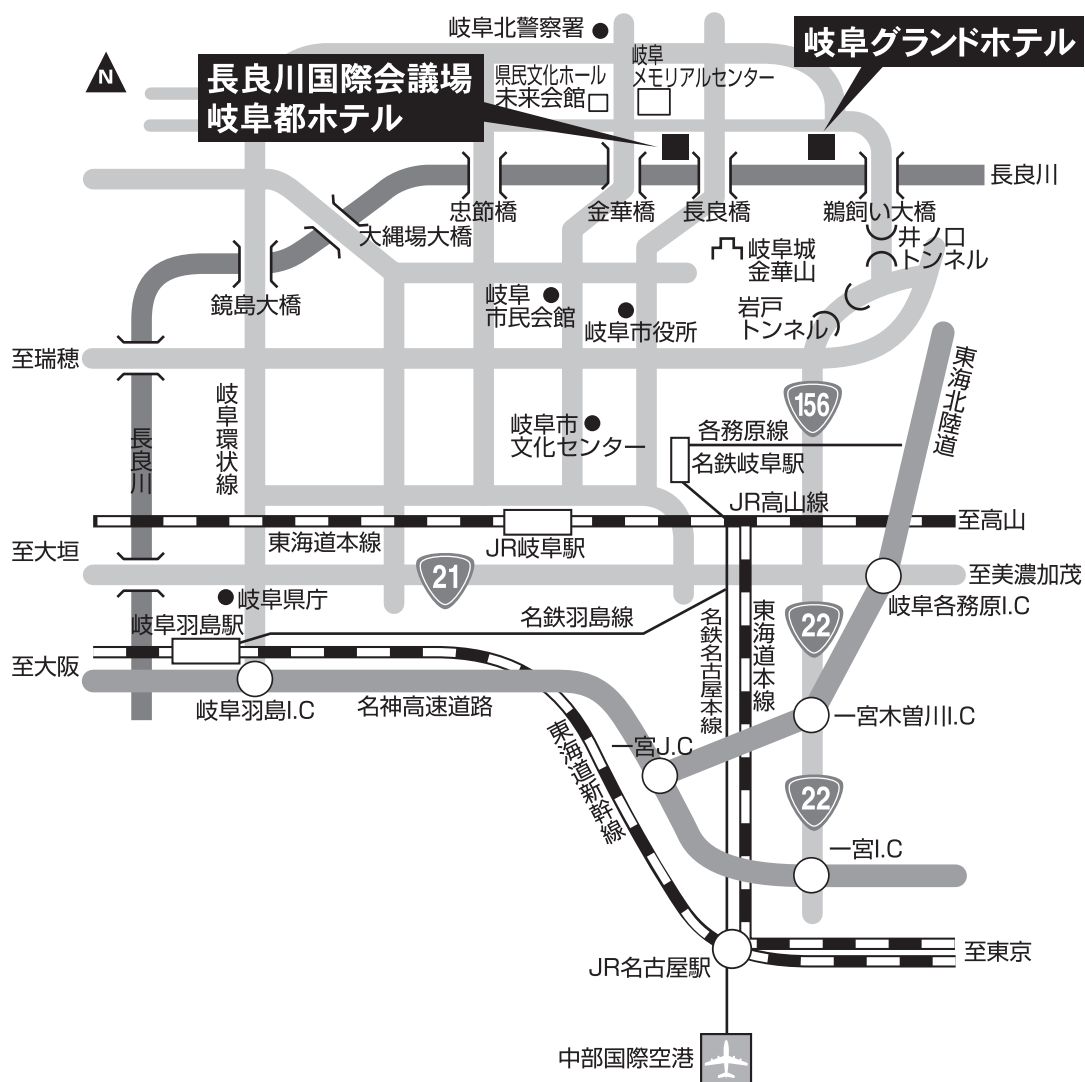 岐阜北警察署
岐阜グランドホテル
N
長良川国際会議場
岐阜都ホテル
県民文化ホール
未来会館
岐阜
メモリアルセンター
長良川
忠節橋
金華橋
長良橋
鵜飼い大橋
大縄場大橋
井ノ口
トンネル
岐阜城
金華山
鏡島大橋
岐阜
市民会館
岐阜市役所
岩戸
トンネル
至瑞穂
東海北陸道
岐阜環状線
156
岐阜市
文化センター
各務原線
名鉄岐阜駅
長良川
JR高山線
至高山
東海道本線
JR岐阜駅
至大垣
21
至美濃加茂
岐阜県庁
岐阜各務原I.C
岐阜羽島駅
名鉄羽島線
名鉄名古屋本線
東海道本線
22
至大阪
岐阜羽島I.C
名神高速道路
一宮木曽川I.C
東海道新幹線
一宮J.C
22
一宮I.C
JR名古屋駅
至東京
中部国際空港